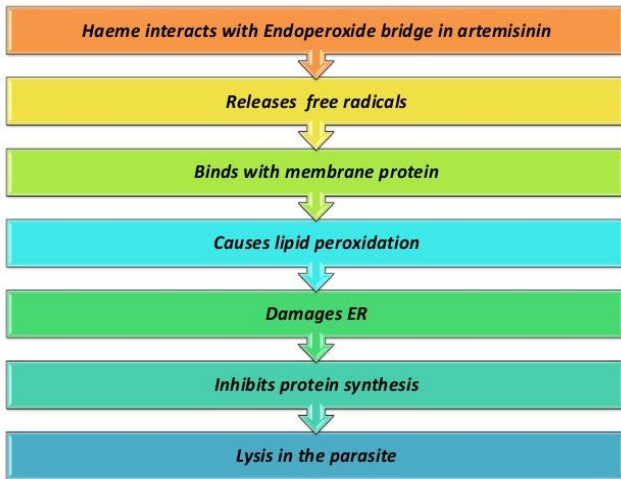 Haeme interacts with Endoperoxide bridge in artemisinin
Releases free radicals
Binds with membrane protein
Causes lipid peroxidation
Damages ER
Inhibits protein synthesis
Lysis in the parasite